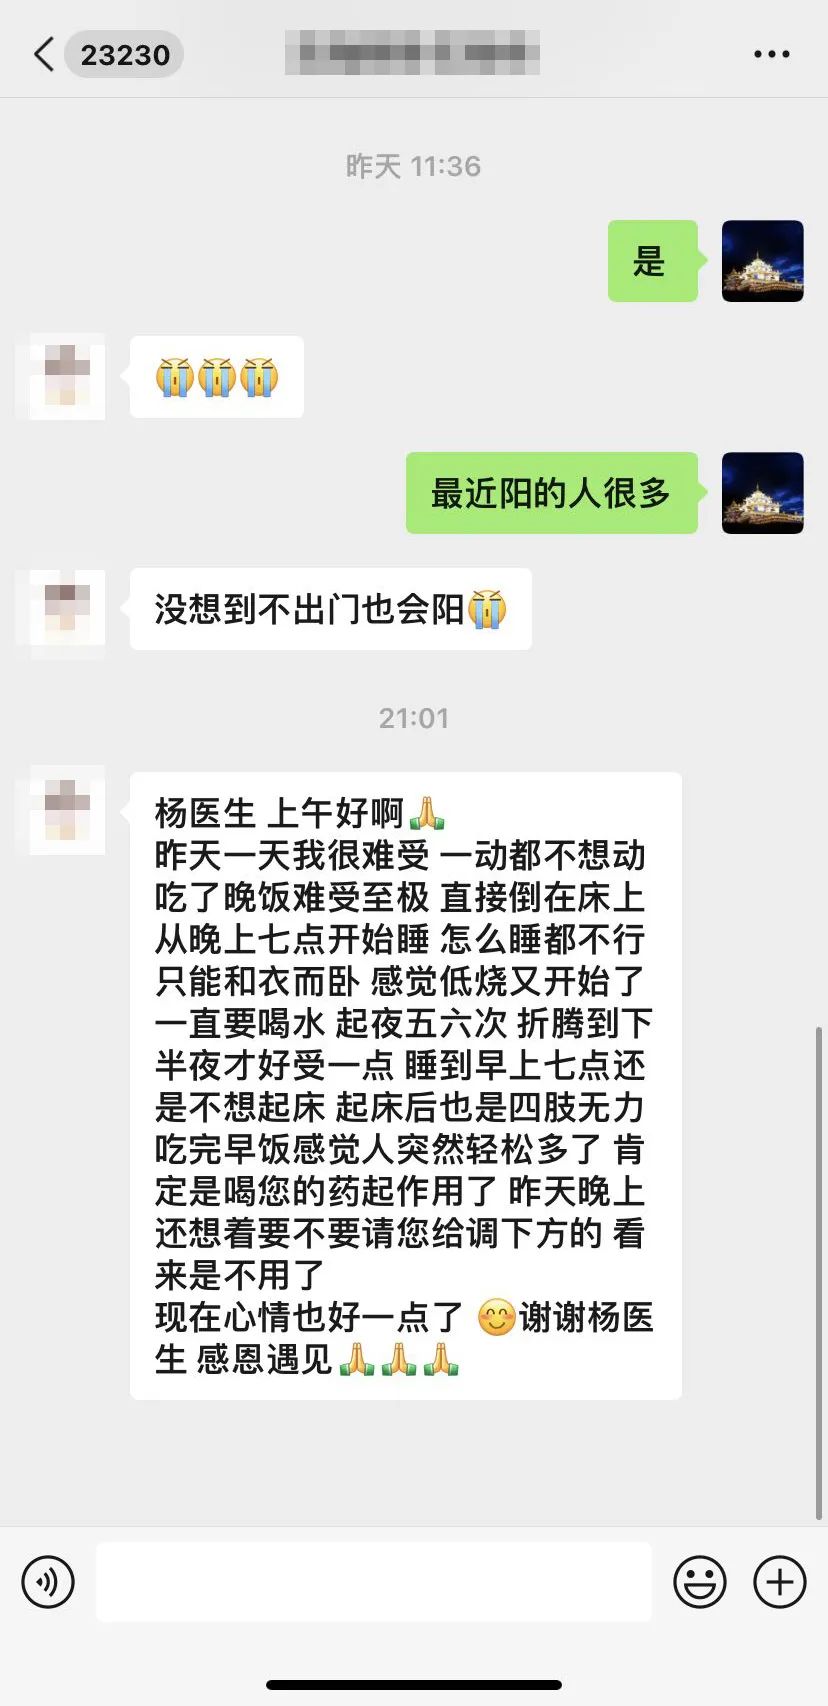 23230
昨天 11:36
是
😭😭😭
最近阳的人很多
没想到不出门也会阳😭
21:01
杨医生 上午好啊🙏
昨天一天我很难受 一动都不想动
吃了晚饭难受至极 直接倒在床上
从晚上七点开始睡 怎么睡都不行
只能和衣而卧 感觉低烧又开始了
一直要喝水 起夜五六次 折腾到下
半夜才好受一点 睡到早上七点还
是不想起床 起床后也是四肢无力
吃完早饭感觉人突然轻松多了 肯
定是喝您的药起作用了 昨天晚上
还想着要不要请您给调下方的 看
来是不用了
现在心情也好一点了 😊谢谢杨医
生 感恩遇见🙏🙏🙏